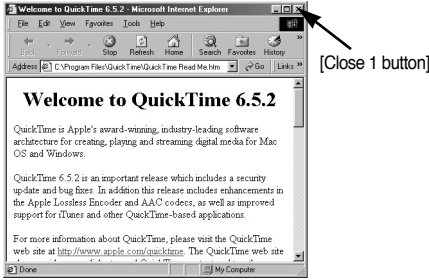 Welcome to QuickTime 6.5.2 - Microsoft Internet Explorer
File Edit View Favorites Tools Help
Back Forward Stop Refresh Home Search Favorites History »
Address C:\Program Files\QuickTime\QuickTime Read Me.htm Go Links »
[Close 1 button]
Welcome to QuickTime 6.5.2
QuickTime is Apple's award-winning, industry-leading software
architecture for creating, playing and streaming digital media for Mac
OS and Windows.
QuickTime 6.5.2 is an important release which includes a security
update and bug fixes. In addition this release includes enhancements in
the Apple Lossless Encoder and AAC codecs, as well as improved
support for iTunes and other QuickTime-based applications.
For more information about QuickTime, please visit the QuickTime
web site at http://www.apple.com/quicktime. The QuickTime web site
Done My Computer